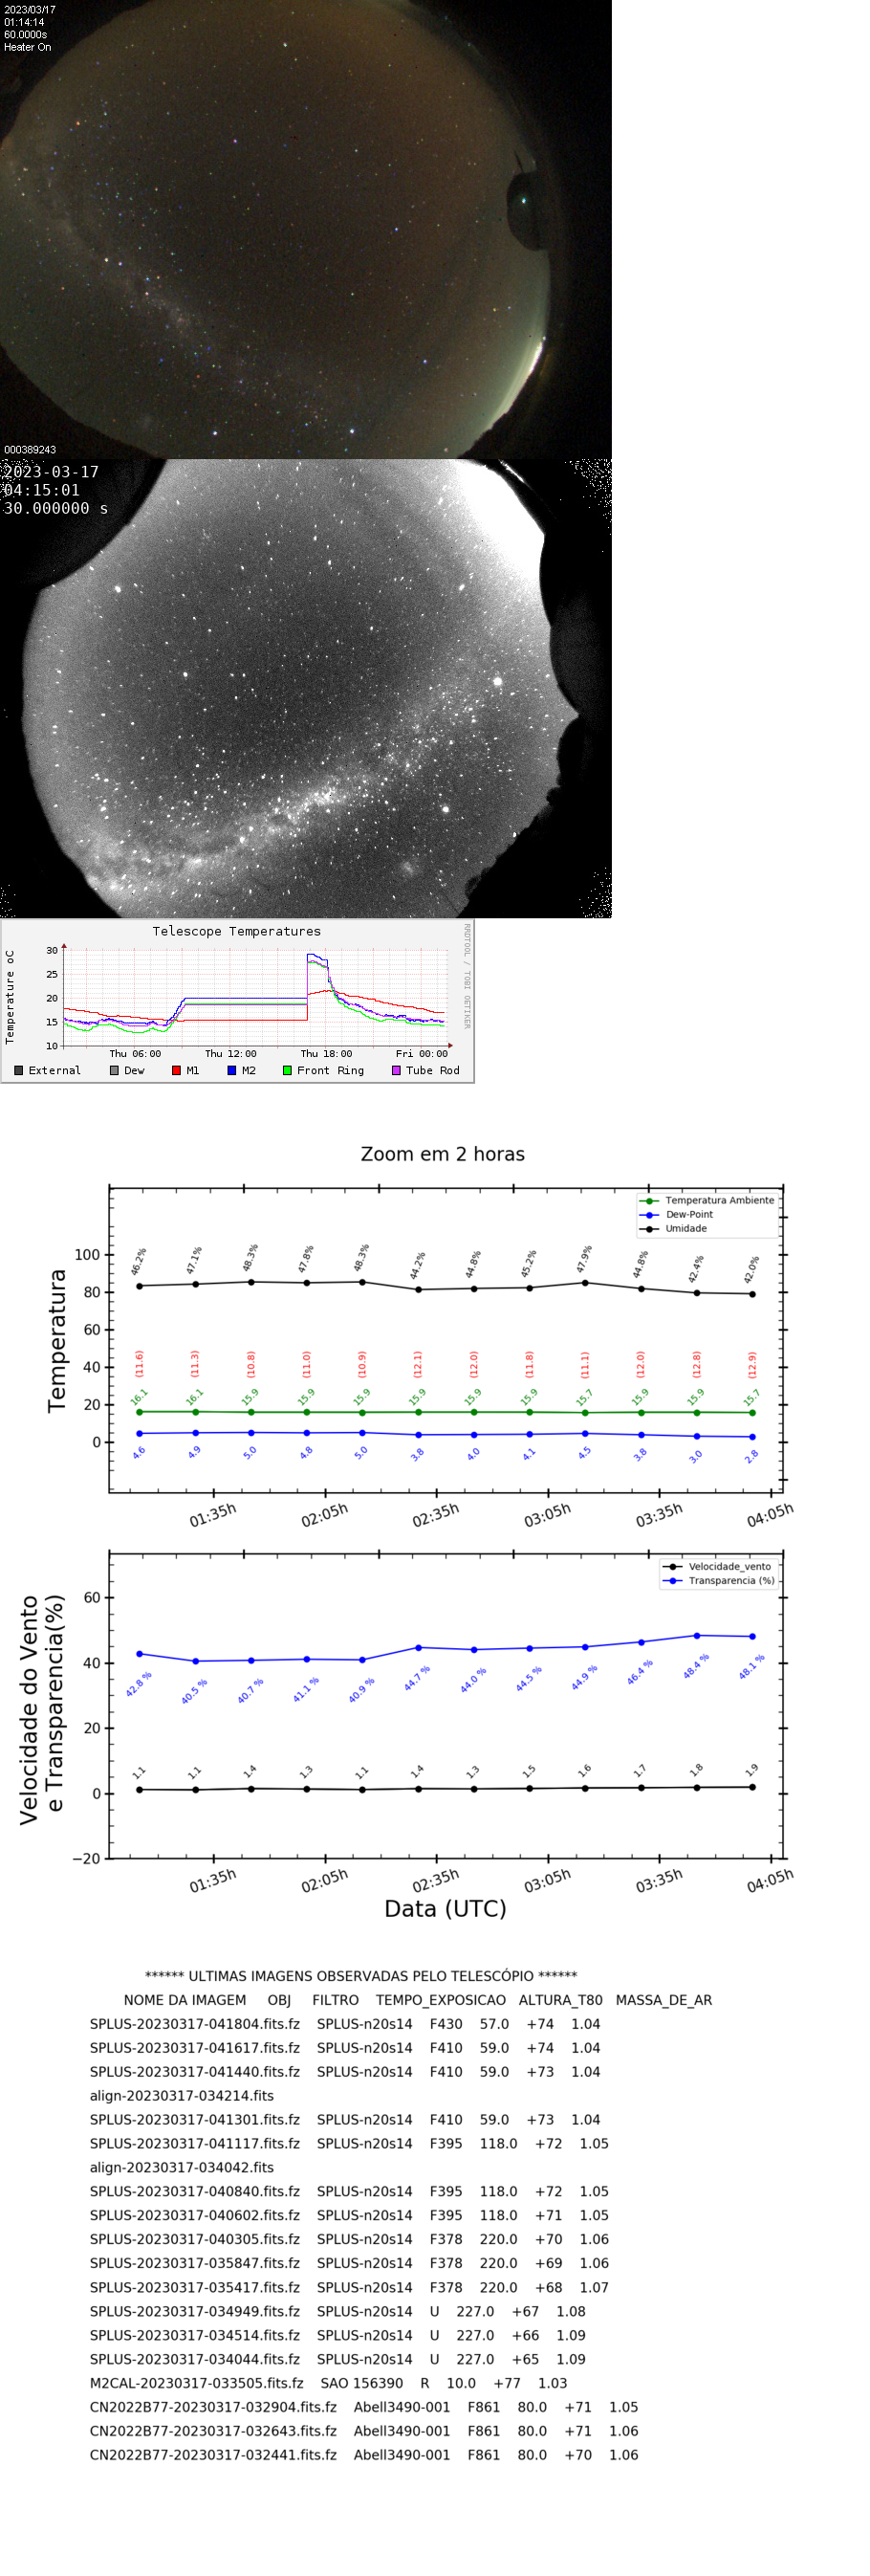 2023/03/17
01:14:14
60.0000s
Heater On
000389243
2023-03-17
04:15:01
30.000000 s
Telescope Temperatures
RRDTOOL / TOBI OETIKER
Temperature oC
30
25
20
15
10
Thu 06:00 Thu 12:00 Thu 18:00 Fri 00:00
External Dew M1 M2 Front Ring Tube Rod
Zoom em 2 horas
Temperatura Ambiente
Dew-Point
Umidade
Temperatura
100
80
60
40
20
0
46.2% 47.1% 48.3% 47.8% 48.3% 44.2% 44.8% 45.2% 47.9% 44.8% 42.4% 42.0%
(11.6) (11.3) (10.8) (11.0) (10.9) (12.1) (12.0) (11.8) (11.1) (12.0) (12.8) (12.9)
16.1 16.1 15.9 15.9 15.9 15.9 15.9 15.9 15.7 15.9 15.9 15.7
4.6 4.9 5.0 4.8 5.0 3.8 4.0 4.1 4.5 3.8 3.0 2.8
01:35h 02:05h 02:35h 03:05h 03:35h 04:05h
Velocidade_vento
Transparencia (%)
Velocidade do Vento
e Transparencia(%)
60
40
20
0
−20
42.8 % 40.5 % 40.7 % 41.1 % 40.9 % 44.7 % 44.0 % 44.5 % 44.9 % 46.4 % 48.4 % 48.1 %
1.1 1.1 1.4 1.3 1.1 1.4 1.3 1.5 1.6 1.7 1.8 1.9
01:35h 02:05h 02:35h 03:05h 03:35h 04:05h
Data (UTC)
****** ULTIMAS IMAGENS OBSERVADAS PELO TELESCÓPIO ******
NOME DA IMAGEM OBJ FILTRO TEMPO_EXPOSICAO ALTURA_T80 MASSA_DE_AR
SPLUS-20230317-041804.fits.fz SPLUS-n20s14 F430 57.0 +74 1.04
SPLUS-20230317-041617.fits.fz SPLUS-n20s14 F410 59.0 +74 1.04
SPLUS-20230317-041440.fits.fz SPLUS-n20s14 F410 59.0 +73 1.04
align-20230317-034214.fits
SPLUS-20230317-041301.fits.fz SPLUS-n20s14 F410 59.0 +73 1.04
SPLUS-20230317-041117.fits.fz SPLUS-n20s14 F395 118.0 +72 1.05
align-20230317-034042.fits
SPLUS-20230317-040840.fits.fz SPLUS-n20s14 F395 118.0 +72 1.05
SPLUS-20230317-040602.fits.fz SPLUS-n20s14 F395 118.0 +71 1.05
SPLUS-20230317-040305.fits.fz SPLUS-n20s14 F378 220.0 +70 1.06
SPLUS-20230317-035847.fits.fz SPLUS-n20s14 F378 220.0 +69 1.06
SPLUS-20230317-035417.fits.fz SPLUS-n20s14 F378 220.0 +68 1.07
SPLUS-20230317-034949.fits.fz SPLUS-n20s14 U 227.0 +67 1.08
SPLUS-20230317-034514.fits.fz SPLUS-n20s14 U 227.0 +66 1.09
SPLUS-20230317-034044.fits.fz SPLUS-n20s14 U 227.0 +65 1.09
M2CAL-20230317-033505.fits.fz SAO 156390 R 10.0 +77 1.03
CN2022B77-20230317-032904.fits.fz Abell3490-001 F861 80.0 +71 1.05
CN2022B77-20230317-032643.fits.fz Abell3490-001 F861 80.0 +71 1.06
CN2022B77-20230317-032441.fits.fz Abell3490-001 F861 80.0 +70 1.06